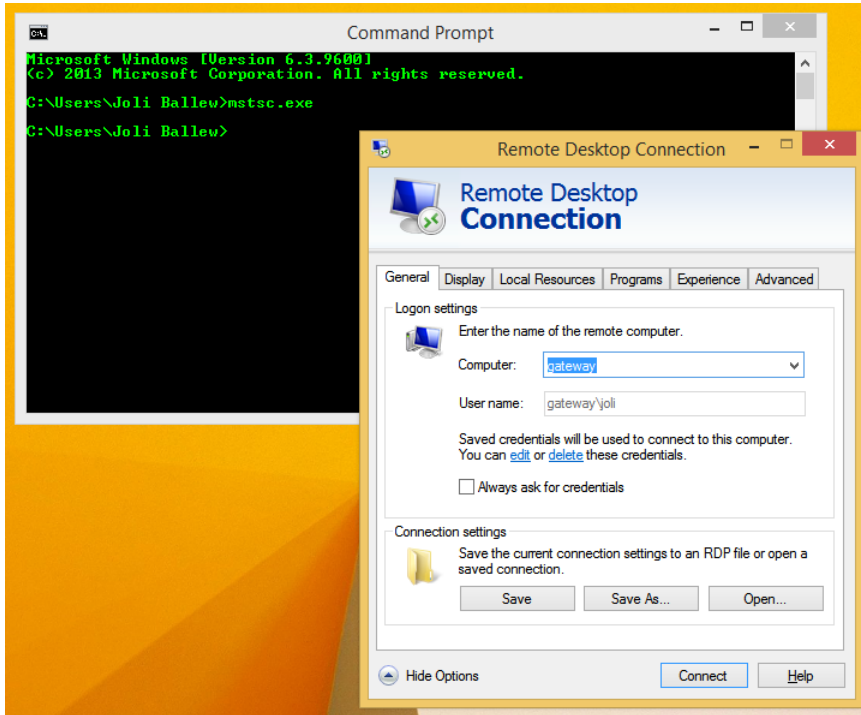 C:\.
Command Prompt
Microsoft Windows [Version 6.3.9600]
(c) 2013 Microsoft Corporation. All rights reserved.
C:\Users\Joli Ballew>mstsc.exe
C:\Users\Joli Ballew>
Remote Desktop Connection
Remote Desktop
Connection
General Display Local Resources Programs Experience Advanced
Logon settings
Enter the name of the remote computer.
Computer: gateway
User name: gateway\joli
Saved credentials will be used to connect to this computer.
You can edit or delete these credentials.
Always ask for credentials
Connection settings
Save the current connection settings to an RDP file or open a
saved connection.
Save Save As... Open...
Hide Options Connect Help